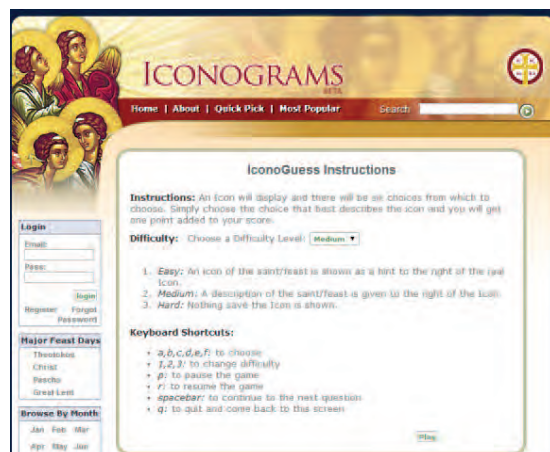 ICONOGRAMS
BETA
Home | About | Quick Pick | Most Popular
Search
IconoGuess Instructions
Instructions: An Icon will display and there will be six choices from which to
choose. Simply choose the choice that best describes the icon and you will get
one point added to your score.
Difficulty: Choose a Difficulty Level: Medium
1. Easy: An icon of the saint/feast is shown as a hint to the right of the real
Icon.
2. Medium: A description of the saint/feast is given to the right of the Icon.
3. Hard: Nothing save the Icon is shown.
Keyboard Shortcuts:
a,b,c,d,e,f: to choose
1,2,3: to change difficulty
p: to pause the game
r: to resume the game
spacebar: to continue to the next question
q: to quit and come back to this screen
Play
Login
Email:
Pass:
login
Register Forgot
Password
Major Feast Days
Theotokos
Christ
Pascha
Great Lent
Browse By Month
Jan Feb Mar
Apr May Jun